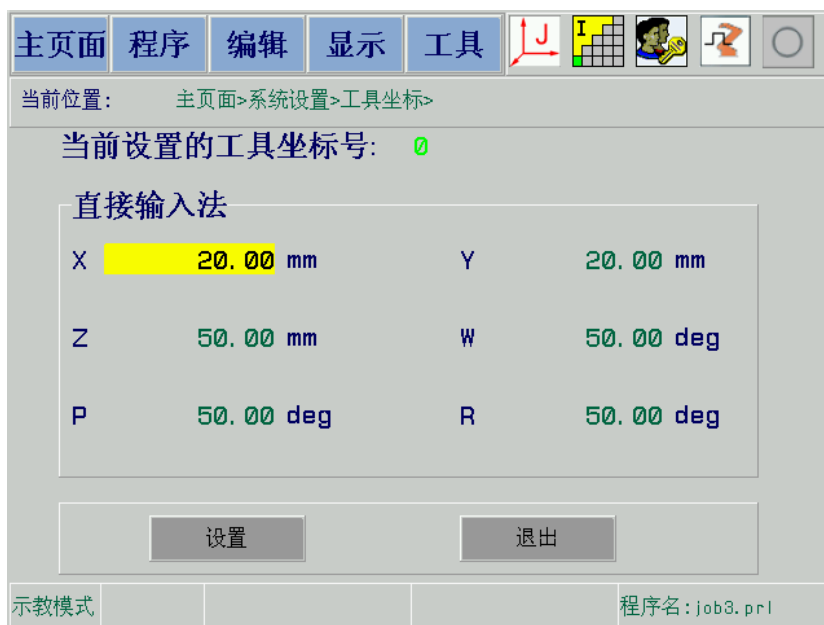 主页面 程序 编辑 显示 工具 J I
当前位置: 主页面>系统设置>工具坐标>
当前设置的工具坐标号: 0
直接输入法
X 20.00 mm Y 20.00 mm
Z 50.00 mm W 50.00 deg
P 50.00 deg R 50.00 deg
设置 退出
示教模式 程序名:job3.prl